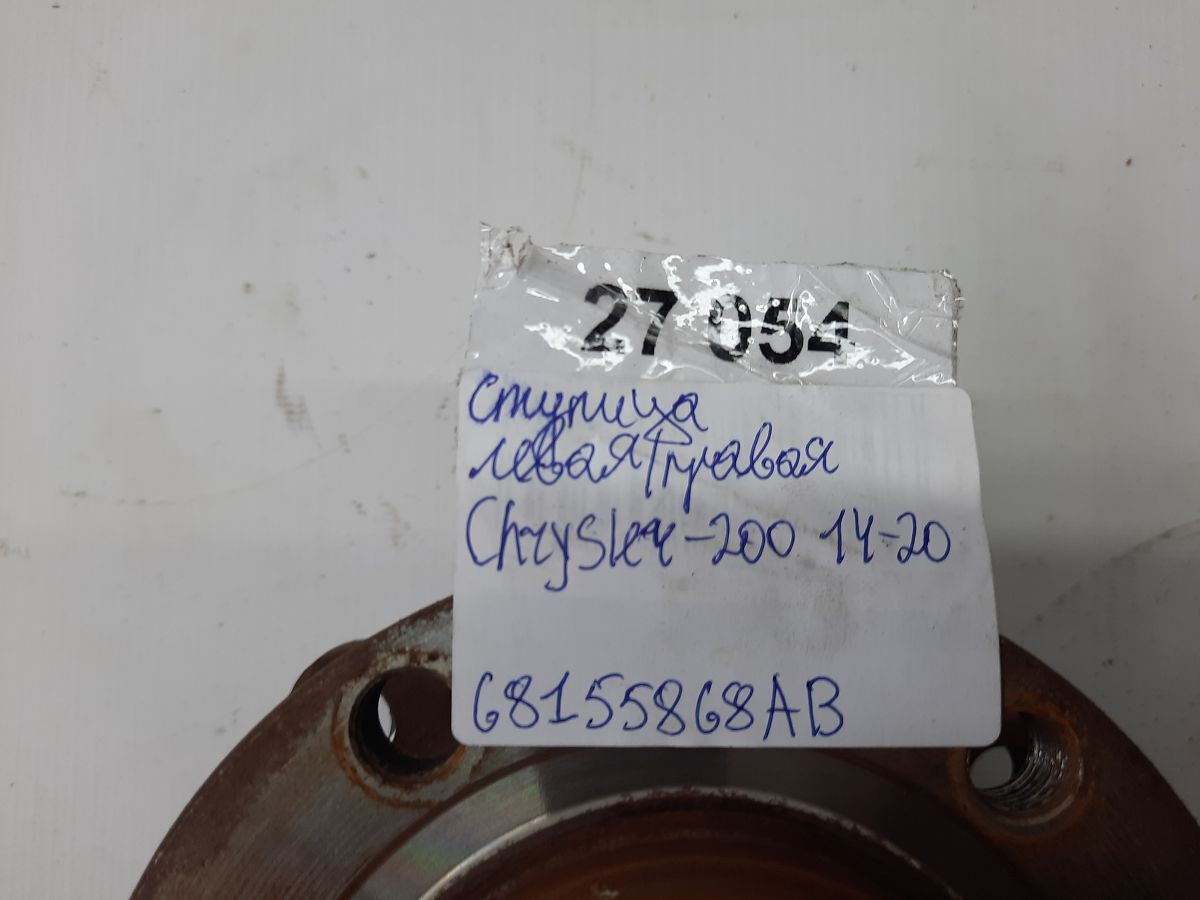 27 054
Ступица
левая/правая
Chrysler-200 14-20
68155868AB